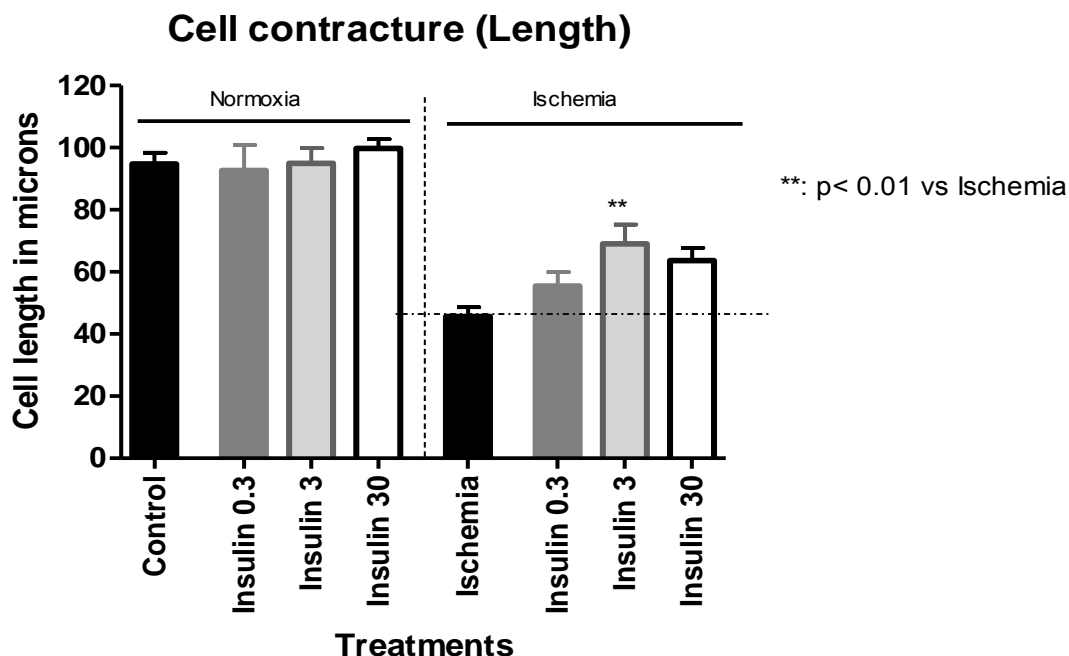 Cell contracture (Length)
Cell length in microns
120
100
80
60
40
20
0
Normoxia
Ischemia
**
**: p< 0.01 vs Ischemia
Control
Insulin 0.3
Insulin 3
Insulin 30
Ischemia
Insulin 0.3
Insulin 3
Insulin 30
Treatments